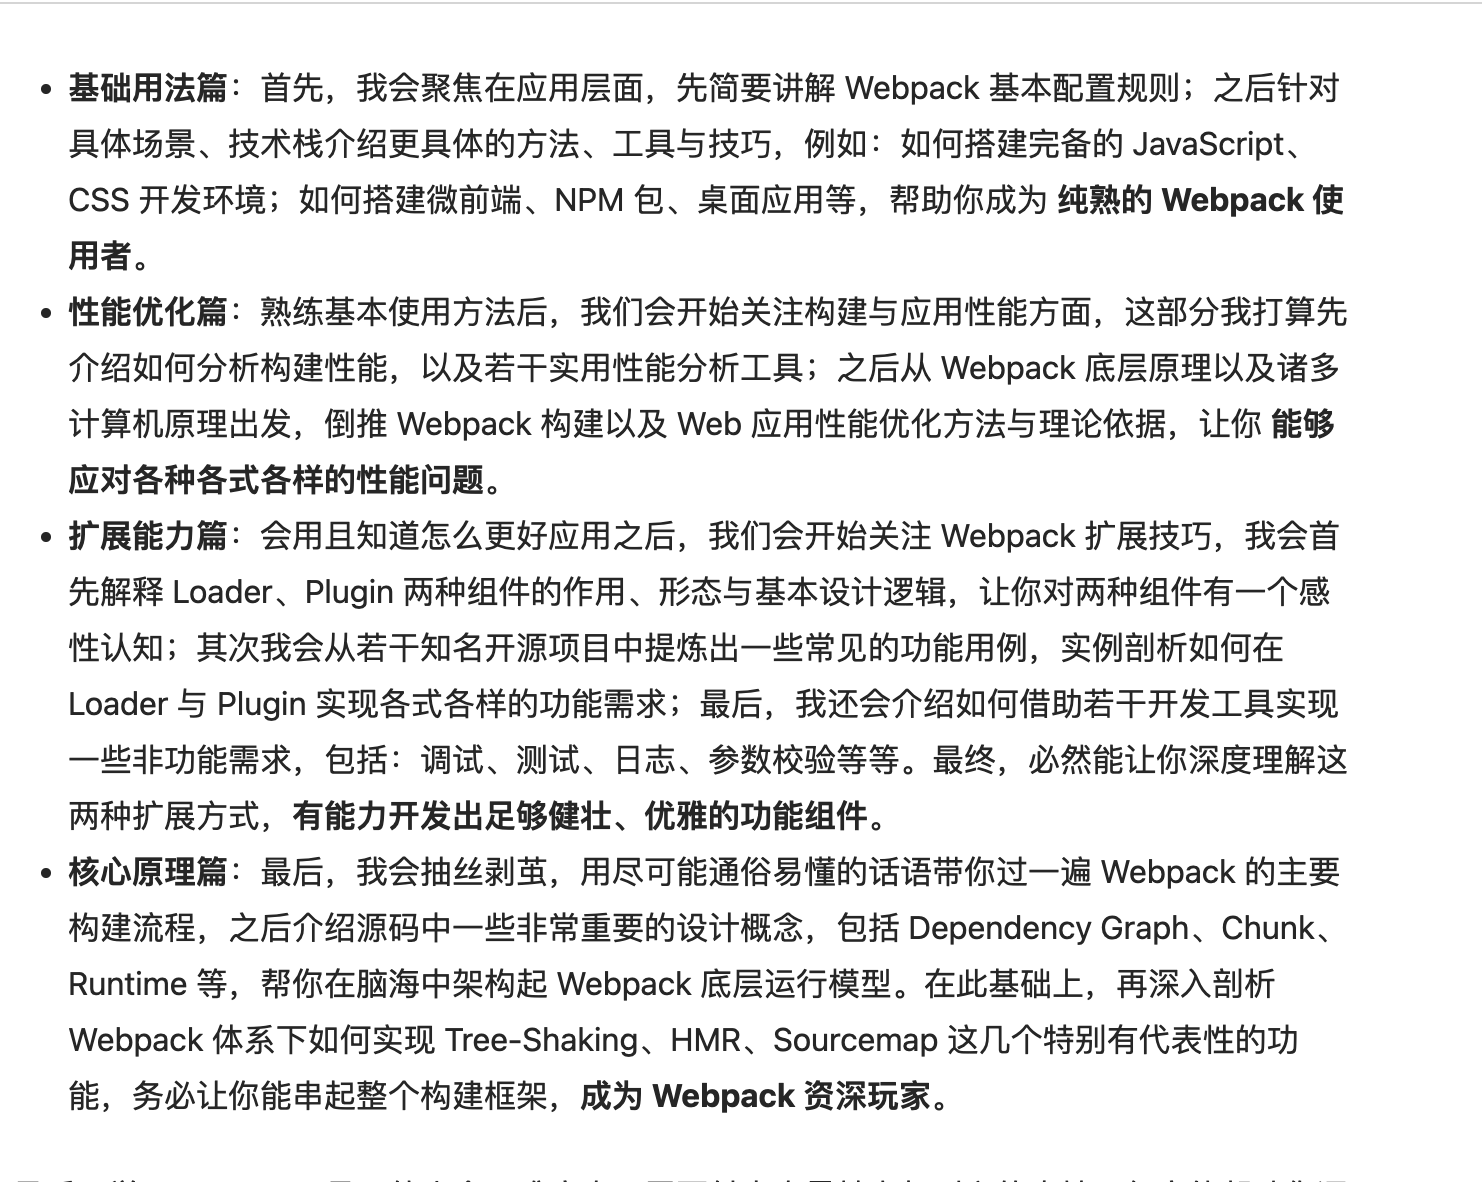 基础用法篇：首先，我会聚焦在应用层面，先简要讲解 Webpack 基本配置规则；之后针对
具体场景、技术栈介绍更具体的方法、工具与技巧，例如：如何搭建完备的 JavaScript、
CSS 开发环境；如何搭建微前端、NPM 包、桌面应用等，帮助你成为 纯熟的 Webpack 使
用者。
性能优化篇：熟练基本使用方法后，我们会开始关注构建与应用性能方面，这部分我打算先
介绍如何分析构建性能，以及若干实用性能分析工具；之后从 Webpack 底层原理以及诸多
计算机原理出发，倒推 Webpack 构建以及 Web 应用性能优化方法与理论依据，让你 能够
应对各种各式各样的性能问题。
扩展能力篇：会用且知道怎么更好应用之后，我们会开始关注 Webpack 扩展技巧，我会首
先解释 Loader、Plugin 两种组件的作用、形态与基本设计逻辑，让你对两种组件有一个感
性认知；其次我会从若干知名开源项目中提炼出一些常见的功能用例，实例剖析如何在
Loader 与 Plugin 实现各式各样的功能需求；最后，我还会介绍如何借助若干开发工具实现
一些非功能需求，包括：调试、测试、日志、参数校验等等。最终，必然能让你深度理解这
两种扩展方式，有能力开发出足够健壮、优雅的功能组件。
核心原理篇：最后，我会抽丝剥茧，用尽可能通俗易懂的话语带你过一遍 Webpack 的主要
构建流程，之后介绍源码中一些非常重要的设计概念，包括 Dependency Graph、Chunk、
Runtime 等，帮你在脑海中架构起 Webpack 底层运行模型。在此基础上，再深入剖析
Webpack 体系下如何实现 Tree-Shaking、HMR、Sourcemap 这几个特别有代表性的功
能，务必让你能串起整个构建框架，成为 Webpack 资深玩家。